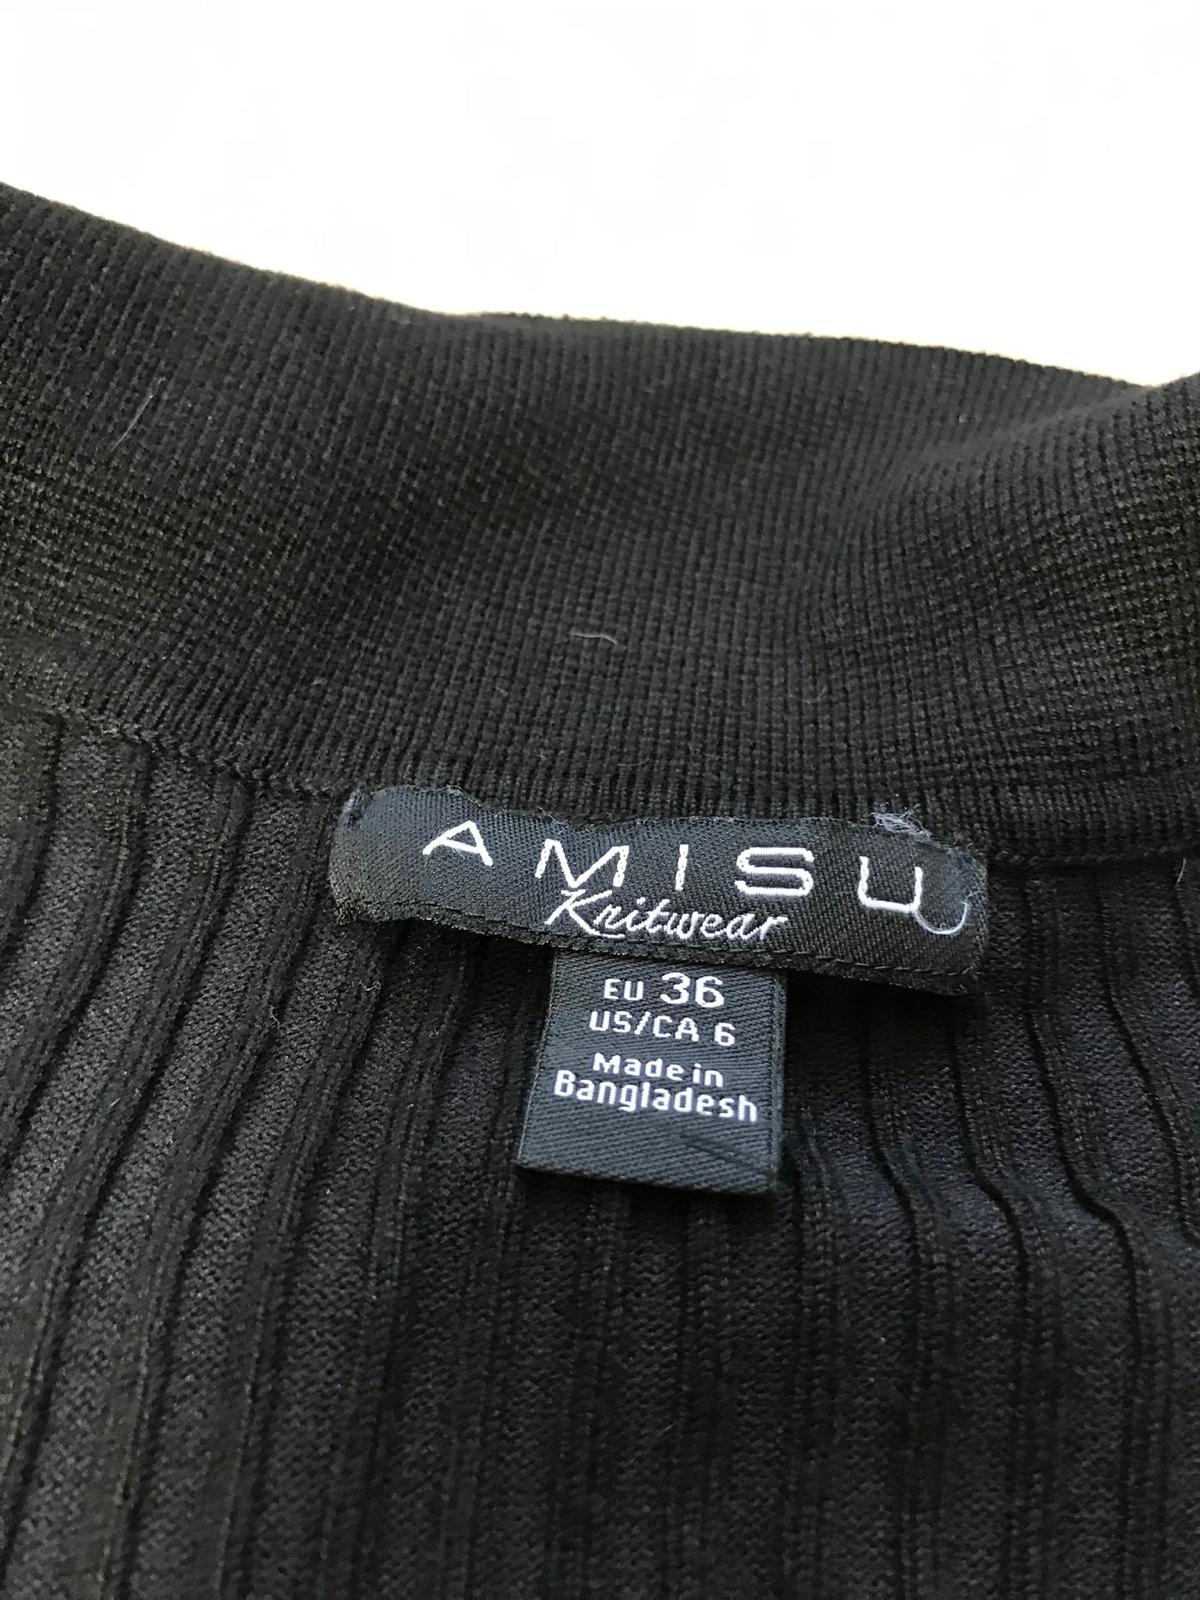 AMISU
Knitwear
EU 36
US/CA 6
Made in
Bangladesh